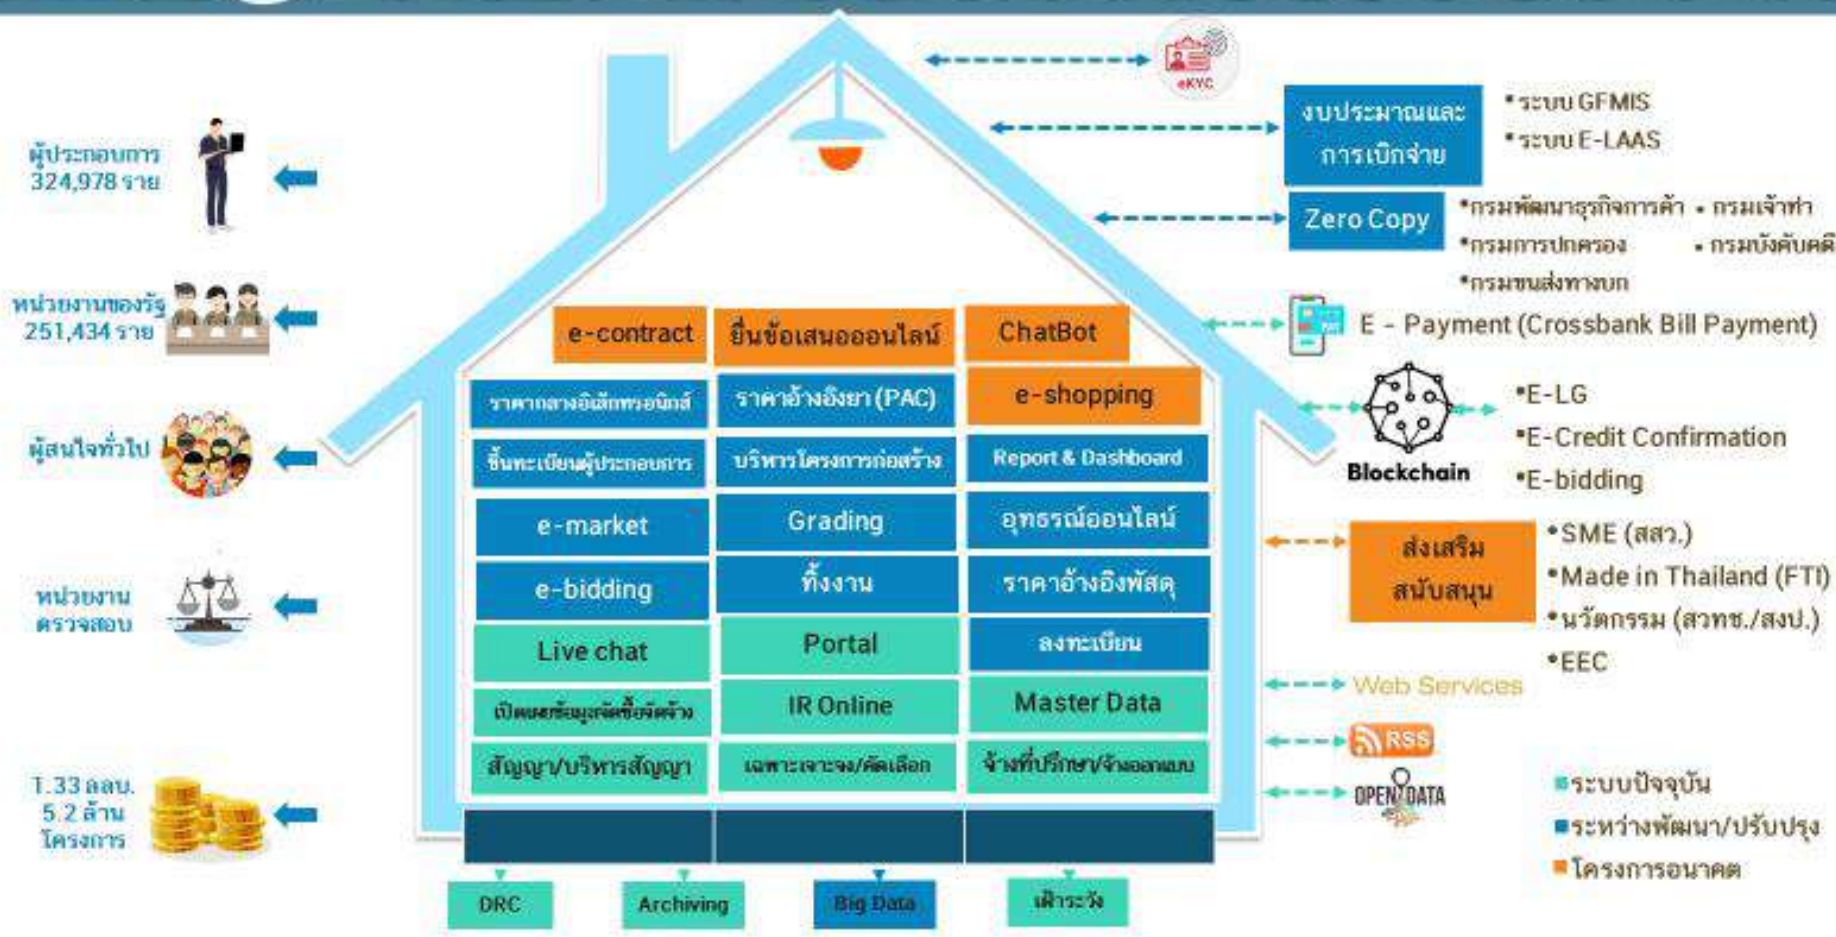 ผู้ประกอบการ
324,978 ราย
หน่วยงานของรัฐ
251,434 ราย
ผู้สนใจทั่วไป
หน่วยงาน
ตรวจสอบ
1.33 ลลบ.
5.2 ล้าน
โครงการ
e-contract
ยื่นข้อเสนอออนไลน์
ChatBot
ราคากลางอิเล็กทรอนิกส์
ราคาอ้างอิงยา (PAC)
e-shopping
ขึ้นทะเบียนผู้ประกอบการ
บริหารโครงการก่อสร้าง
Report & Dashboard
e-market
Grading
อุทธรณ์ออนไลน์
e-bidding
ทิ้งงาน
ราคาอ้างอิงพัสดุ
Live chat
Portal
ลงทะเบียน
เปิดเผยข้อมูลจัดซื้อจัดจ้าง
IR Online
Master Data
สัญญา/บริหารสัญญา
เฉพาะเจาะจง/คัดเลือก
จ้างที่ปรึกษา/จ้างออกแบบ
DRC
Archiving
Big Data
เฝ้าระวัง
eKYC
งบประมาณและ
การเบิกจ่าย
•ระบบ GFMIS
•ระบบ E-LAAS
Zero Copy
•กรมพัฒนาธุรกิจการค้า • กรมเจ้าท่า
•กรมการปกครอง • กรมบังคับคดี
•กรมขนส่งทางบก
E - Payment (Crossbank Bill Payment)
Blockchain
•E-LG
•E-Credit Confirmation
•E-bidding
ส่งเสริม
สนับสนุน
•SME (สสว.)
•Made in Thailand (FTI)
•นวัตกรรม (สวทช./สงป.)
•EEC
Web Services
RSS
OPEN DATA
ระบบปัจจุบัน
ระหว่างพัฒนา/ปรับปรุง
โครงการอนาคต